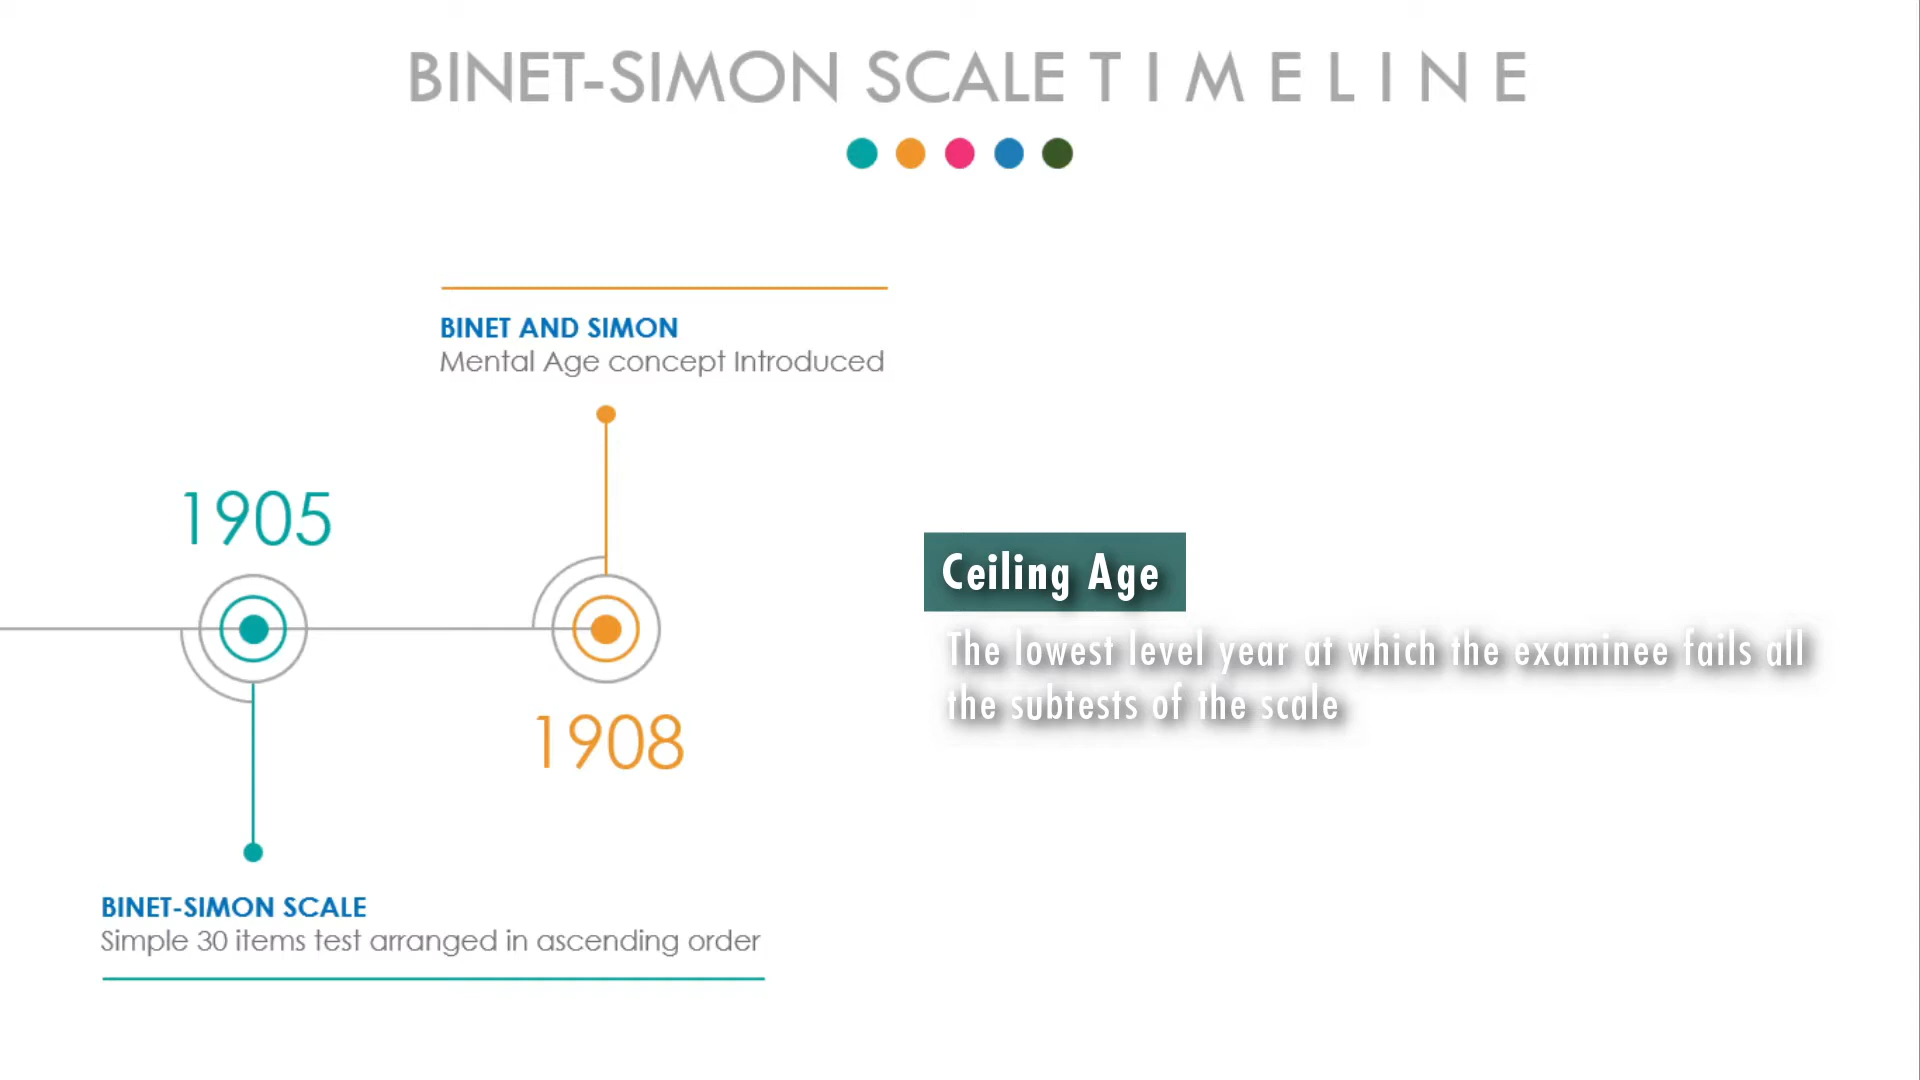 BINET-SIMON SCALE T I M E L I N E
BINET AND SIMON
Mental Age concept Introduced
1905
1908
Ceiling Age
The lowest level year at which the examinee fails all
the subtests of the scale
BINET-SIMON SCALE
Simple 30 items test arranged in ascending order